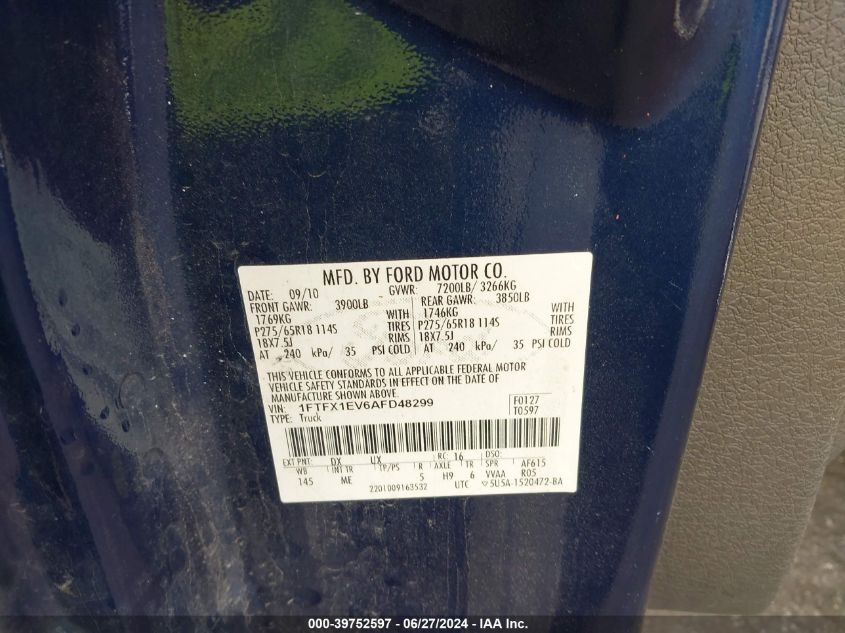 MFD. BY FORD MOTOR CO.
DATE: 09/10 GVWR: 7200LB/ 3266KG
FRONT GAWR: 3900LB REAR GAWR: 3850LB
1769KG WITH 1746KG WITH
P275/65R18 114S TIRES P275/65R18 114S TIRES
18X7.5J RIMS 18X7.5J RIMS
AT 240 kPa/ 35 PSI COLD AT 240 kPa/ 35 PSI COLD
THIS VEHICLE CONFORMS TO ALL APPLICABLE FEDERAL MOTOR
VEHICLE SAFETY STANDARDS IN EFFECT ON THE DATE OF
MANUFACTURE SHOWN ABOVE.
VIN: 1FTFX1EV6AFD48299 F0127
TYPE: Truck T0597
EXT PNT: DX UX RC: 16 DSO:
WB INT TR TP/PS R AXLE TR SPR AF615
145 ME 5 H9 6 VVAA R05
2201009163532 UTC 5U5A-1520472-BA
000-39752597 - 06/27/2024 - IAA Inc.